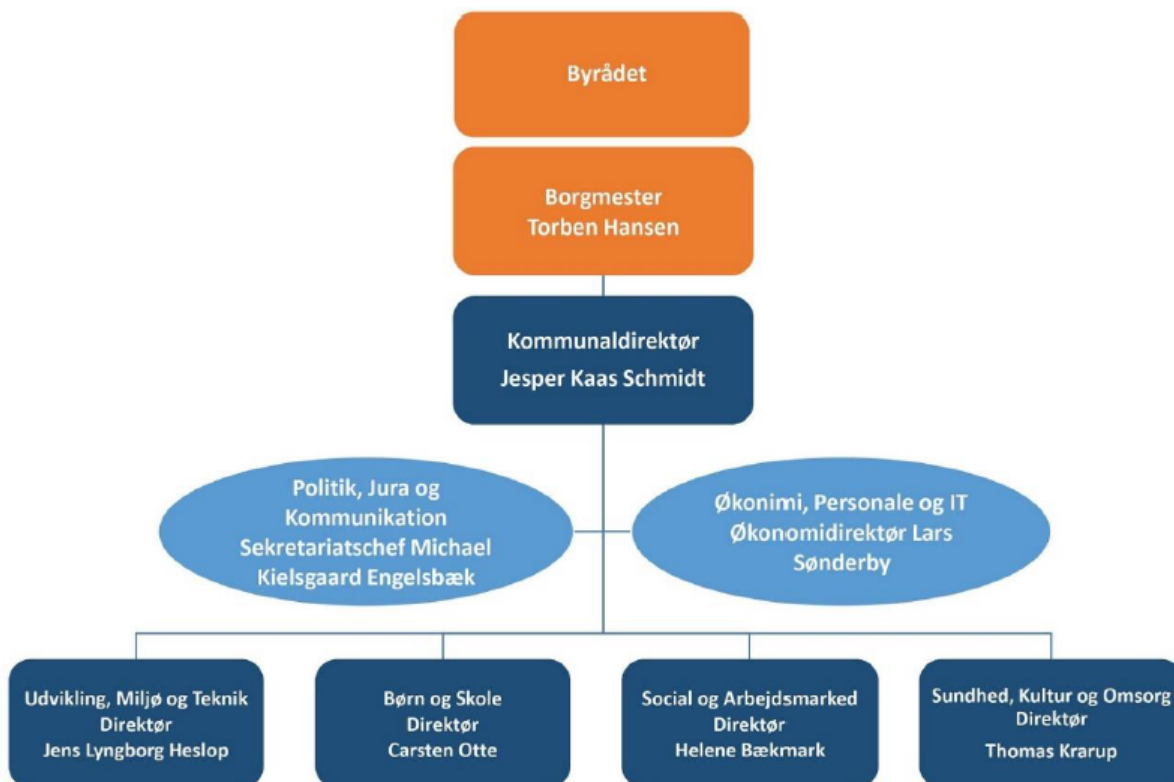 Byrådet
Borgmester
Torben Hansen
Kommunaldirektør
Jesper Kaas Schmidt
Politik, Jura og
Kommunikation
Sekretariatschef Michael
Kielsgaard Engelsbæk
Økonimi, Personale og IT
Økonomidirektør Lars
Sønderby
Udvikling, Miljø og Teknik
Direktør
Jens Lyngborg Heslop
Børn og Skole
Direktør
Carsten Otte
Social og Arbejdsmarked
Direktør
Helene Bækmark
Sundhed, Kultur og Omsorg
Direktør
Thomas Krarup